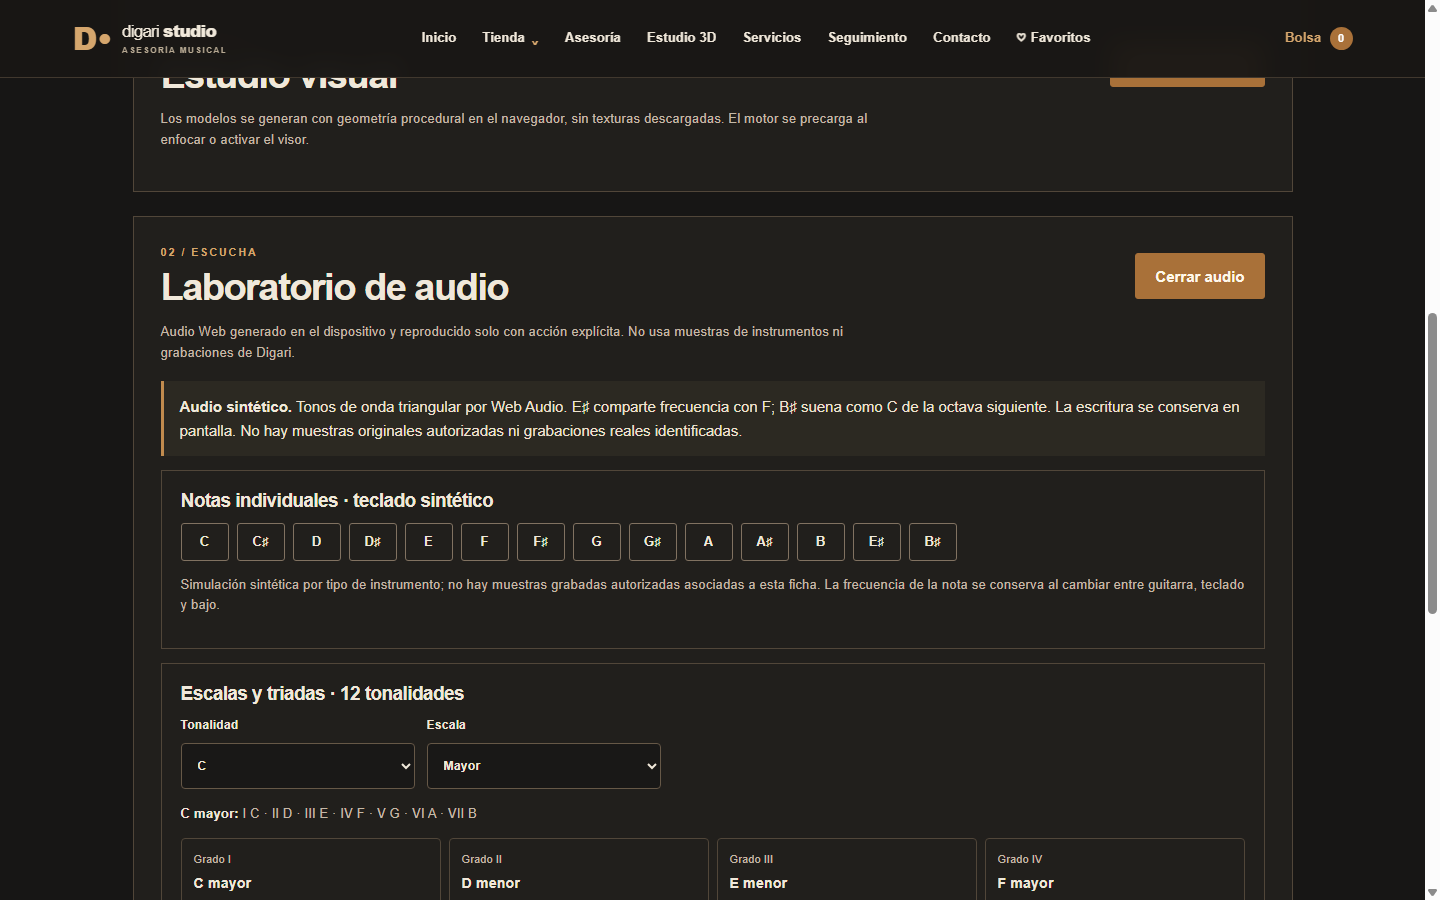 D• digari studio
ASESORÍA MUSICAL
Inicio Tienda Asesoría Estudio 3D Servicios Seguimiento Contacto ♡ Favoritos
Bolsa 0
Estudio visual
Los modelos se generan con geometría procedural en el navegador, sin texturas descargadas. El motor se precarga al
enfocar o activar el visor.
02 / ESCUCHA
Laboratorio de audio
Cerrar audio
Audio Web generado en el dispositivo y reproducido solo con acción explícita. No usa muestras de instrumentos ni
grabaciones de Digari.
Audio sintético. Tonos de onda triangular por Web Audio. E♯ comparte frecuencia con F; B♯ suena como C de la octava siguiente. La escritura se conserva en
pantalla. No hay muestras originales autorizadas ni grabaciones reales identificadas.
Notas individuales · teclado sintético
C C♯ D D♯ E F F♯ G G♯ A A♯ B E♯ B♯
Simulación sintética por tipo de instrumento; no hay muestras grabadas autorizadas asociadas a esta ficha. La frecuencia de la nota se conserva al cambiar entre guitarra, teclado
y bajo.
Escalas y triadas · 12 tonalidades
Tonalidad Escala
C Mayor
C mayor: I C · II D · III E · IV F · V G · VI A · VII B
Grado I Grado II Grado III Grado IV
C mayor D menor E menor F mayor